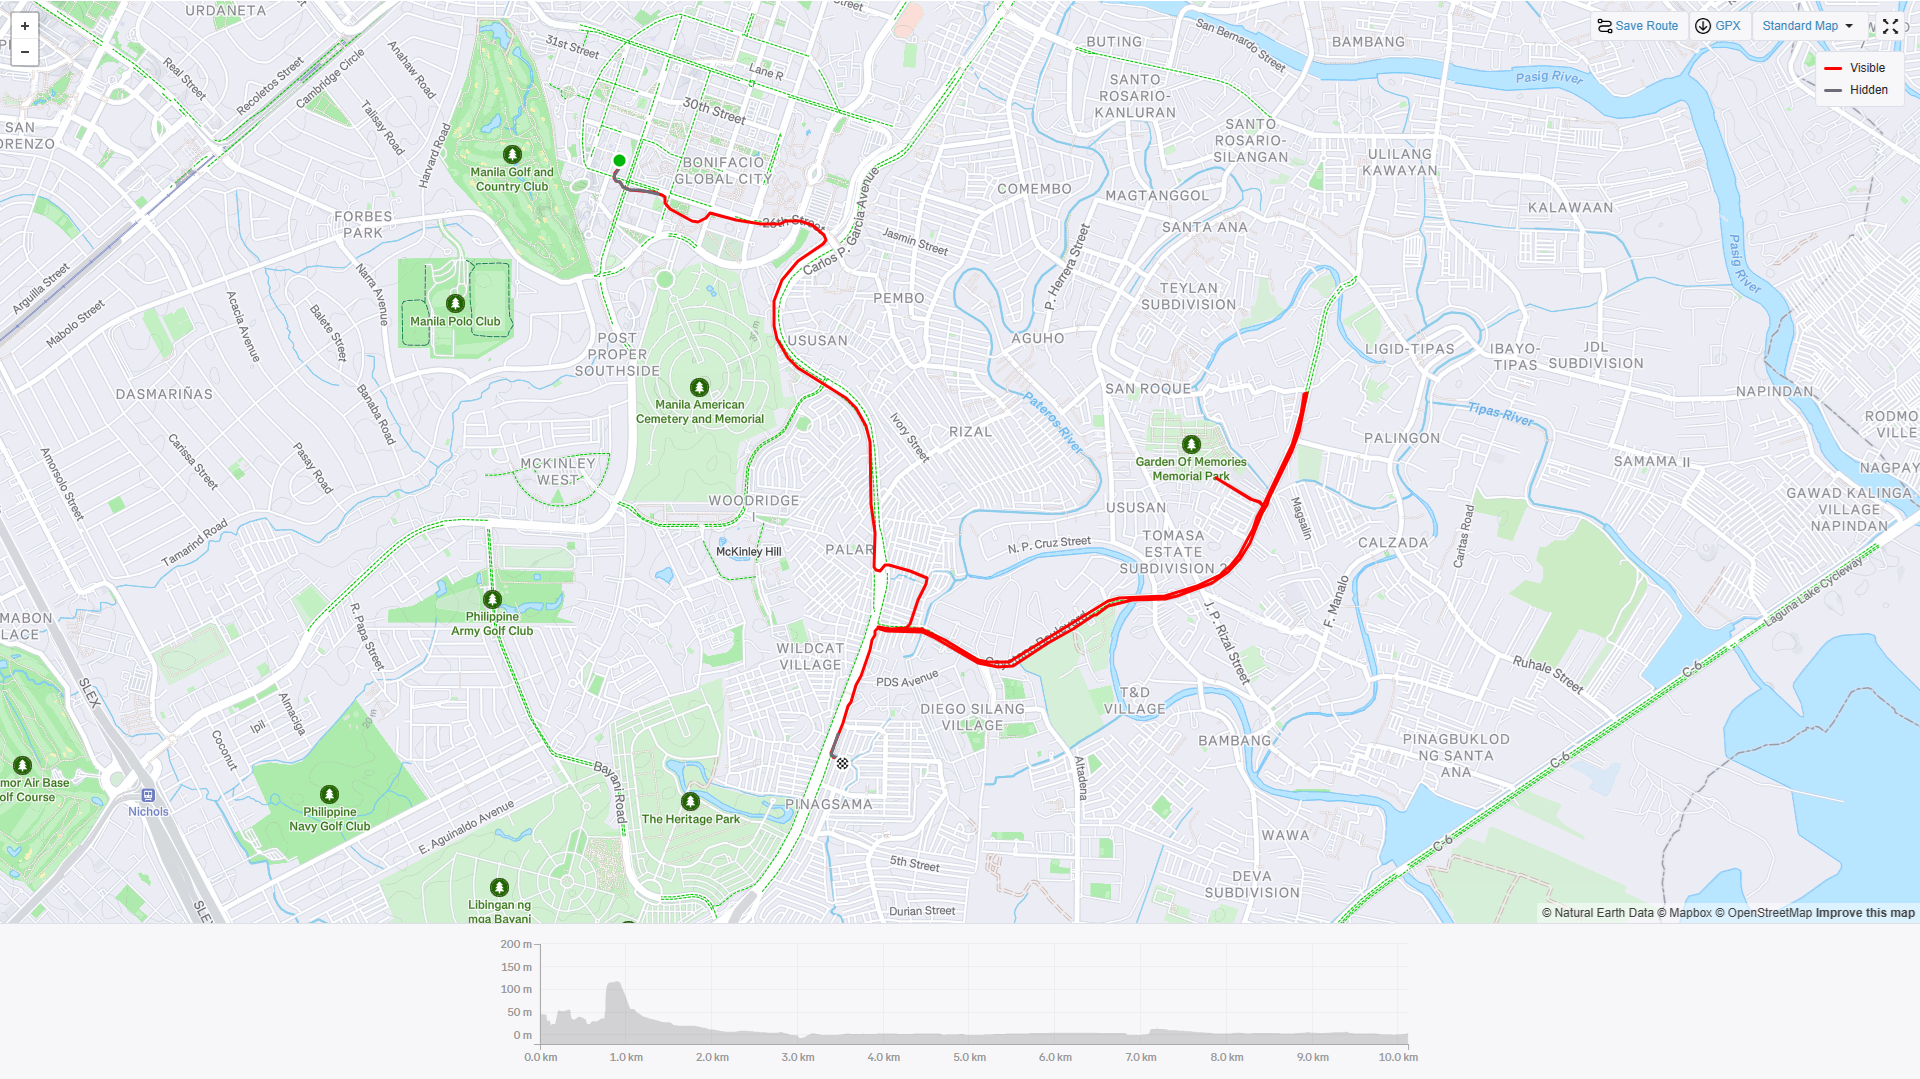 +
−
Save Route
GPX
Standard Map
Visible
Hidden
URDANETA
31st Street
Lane R
30th Street
Street
San Bernardo Street
BUTING
BAMBANG
Pasig River
Real Street
Recoletos Street
Cambridge Circle
Anahaw Road
Talisay Road
Harvard Road
SAN
ORENZO
SANTO
ROSARIO-
KANLURAN
SANTO
ROSARIO-
SILANGAN
ULILANG
KAWAYAN
Manila Golf and
Country Club
BONIFACIO
GLOBAL CITY
COMEMBO
MAGTANGGOL
KALAWAAN
FORBES
PARK
26th Street
Carlos P. Garcia Avenue
Jasmin Street
P. Herrera Street
SANTA ANA
Pasig River
Arguilla Street
Mabolo Street
Narra Avenue
Acacia Avenue
Balete Street
Manila Polo Club
PEMBO
TEYLAN
SUBDIVISION
POST
PROPER
SOUTHSIDE
USUSAN
AGUHO
LIGID-TIPAS
IBAYO-
TIPAS
JDL
SUBDIVISION
DASMARIÑAS
Banaba Road
Manila American
Cemetery and Memorial
SAN ROQUE
NAPINDAN
Pateros River
Tipas River
RODMO
VILLE
Ivory Street
RIZAL
PALINGON
Amorsolo Street
Carissa Street
Pasay Road
MCKINLEY
WEST
Garden Of Memories
Memorial Park
SAMAMA II
NAGPAY
WOODRIDGE
I
USUSAN
Magsalin
GAWAD KALINGA
VILLAGE
NAPINDAN
Tamarind Road
McKinley Hill
PALAR
N. P. Cruz Street
TOMASA
ESTATE
SUBDIVISION 2
CALZADA
Caritas Road
MABON
LACE
R. Papa Street
Philippine
Army Golf Club
J. P. Rizal Street
F. Manalo
Laguna Lake Cycleway
WILDCAT
VILLAGE
PDS Avenue
Ruhale Street
C-6
SLEX
Almaciga
Ipil
Coconut
20 m
DIEGO SILANG
VILLAGE
T&D
VILLAGE
BAMBANG
PINAGBUKLOD
NG SANTA
ANA
C-6
Altadena
mor Air Base
olf Course
Nichols
Philippine
Navy Golf Club
Bayani Road
E. Aguinaldo Avenue
The Heritage Park
PINAGSAMA
WAWA
C-6
5th Street
DEVA
SUBDIVISION
Libingan ng
mga Bayani
Durian Street
SLE
© Natural Earth Data © Mapbox © OpenStreetMap Improve this map
200 m
150 m
100 m
50 m
0 m
0.0 km
1.0 km
2.0 km
3.0 km
4.0 km
5.0 km
6.0 km
7.0 km
8.0 km
9.0 km
10.0 km